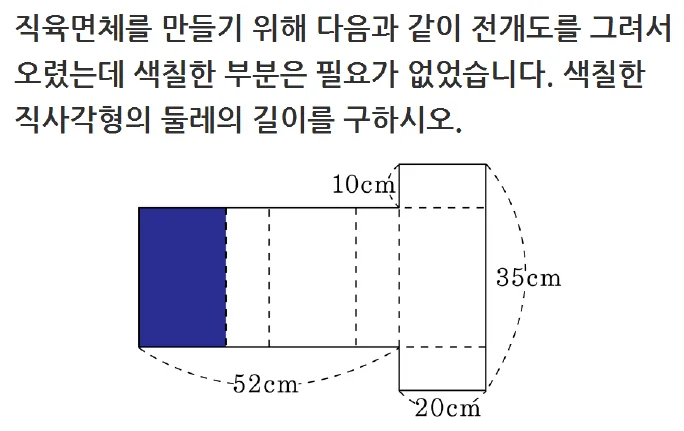 직육면체를 만들기 위해 다음과 같이 전개도를 그려서
오렸는데 색칠한 부분은 필요가 없었습니다. 색칠한
직사각형의 둘레의 길이를 구하시오.
10cm
35cm
52cm
20cm